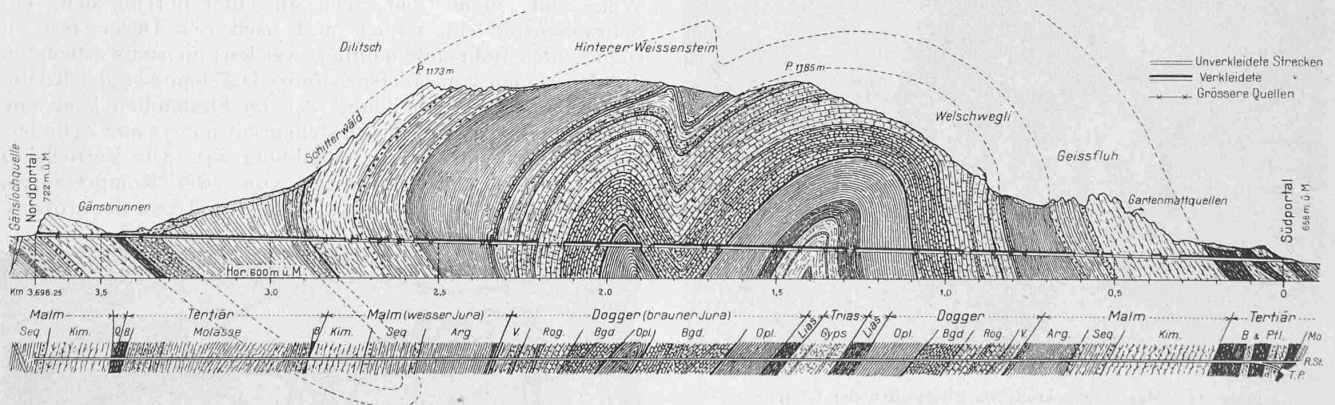 Dilitsch
Hinterer Weissenstein
P. 1173 m
P. 1185 m
Unverkleidete Strecken
Verkleidete "
Grössere Quellen
Schitterwald
Welschwegli
Geissfluh
Gänslochquelle
Nordportal
722 m. ü. M.
Gänsbrunnen
Gartenmattquellen
Südportal
658 m. ü. M.
Hor. 600 m ü. M.
Km 3,698.25 3,5 3,0 2,5 2,0 1,5 1,0 0,5 0
Malm Tertiär Malm (weisser Jura) Dogger (brauner Jura) Lias Trias Lias Dogger Malm Tertiär
Seq. Kim. Q B Molasse B Kim. Seq. Arg. V. Rog. Bgd. Opl. Bgd. Opl. Gyps Opl. Bgd Rog. V. Arg. Seq. Kim. B & Ptl. Mo
R.St.
T.P.